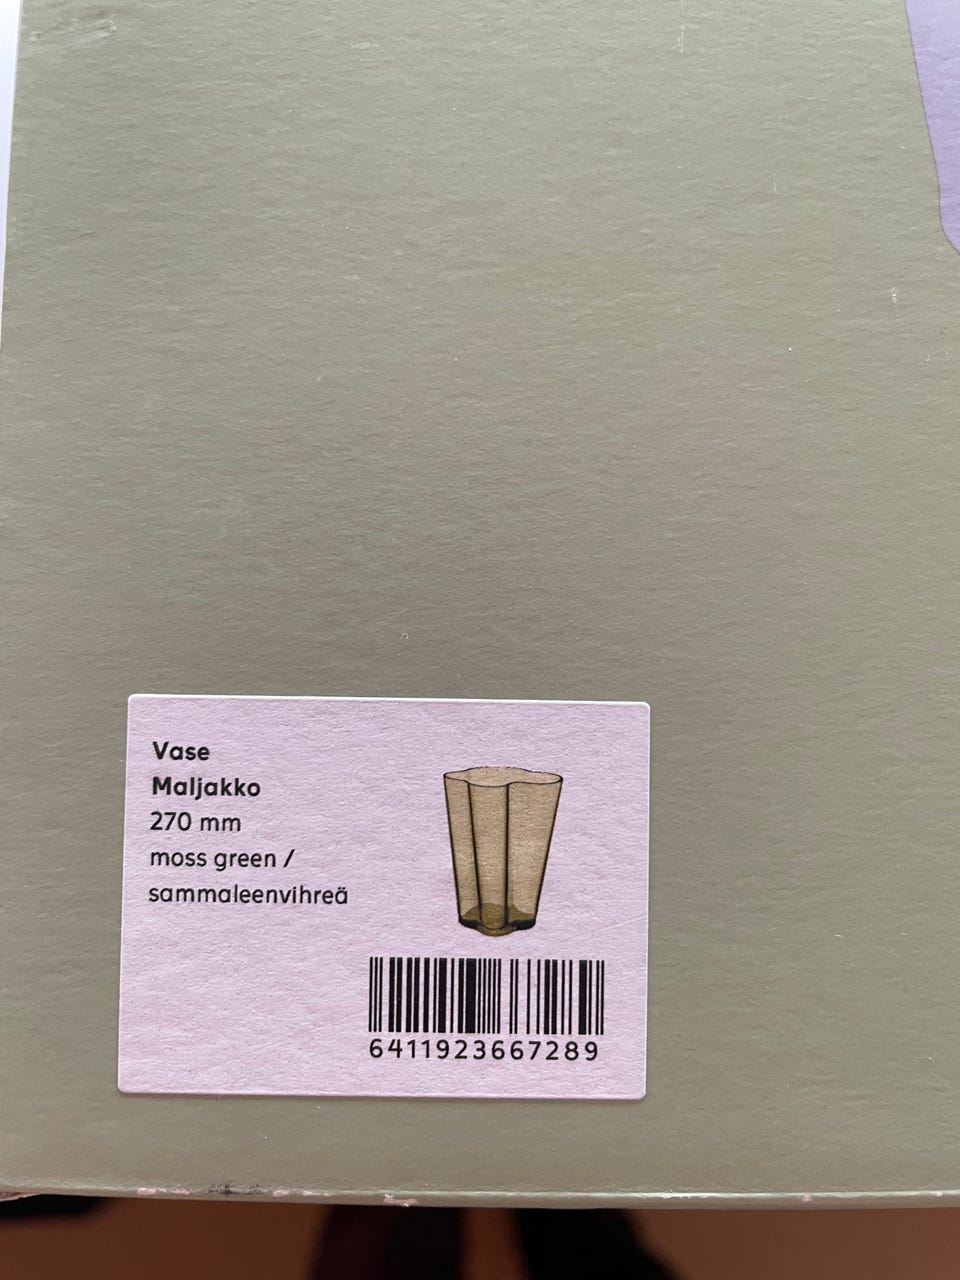 Vase
Maljakko
270 mm
moss green /
sammaleenvihreä
6411923667289